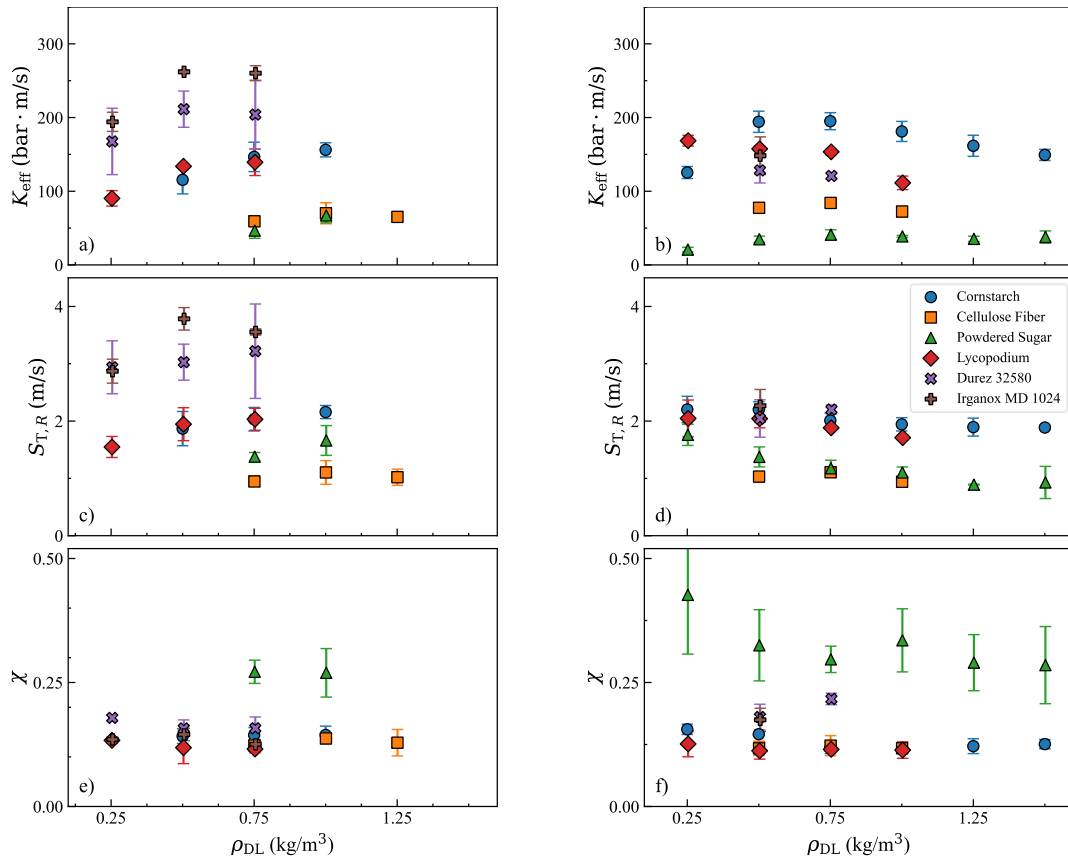 300
200
100
0
K_eff (bar · m/s)
a)
300
200
100
0
K_eff (bar · m/s)
b)
4
2
0
S_T,R (m/s)
c)
4
2
0
S_T,R (m/s)
d)
Cornstarch
Cellulose Fiber
Powdered Sugar
Lycopodium
Durez 32580
Irganox MD 1024
0.50
0.25
0.00
χ
e)
0.25
0.75
1.25
ρ_DL (kg/m³)
0.50
0.25
0.00
χ
f)
0.25
0.75
1.25
ρ_DL (kg/m³)